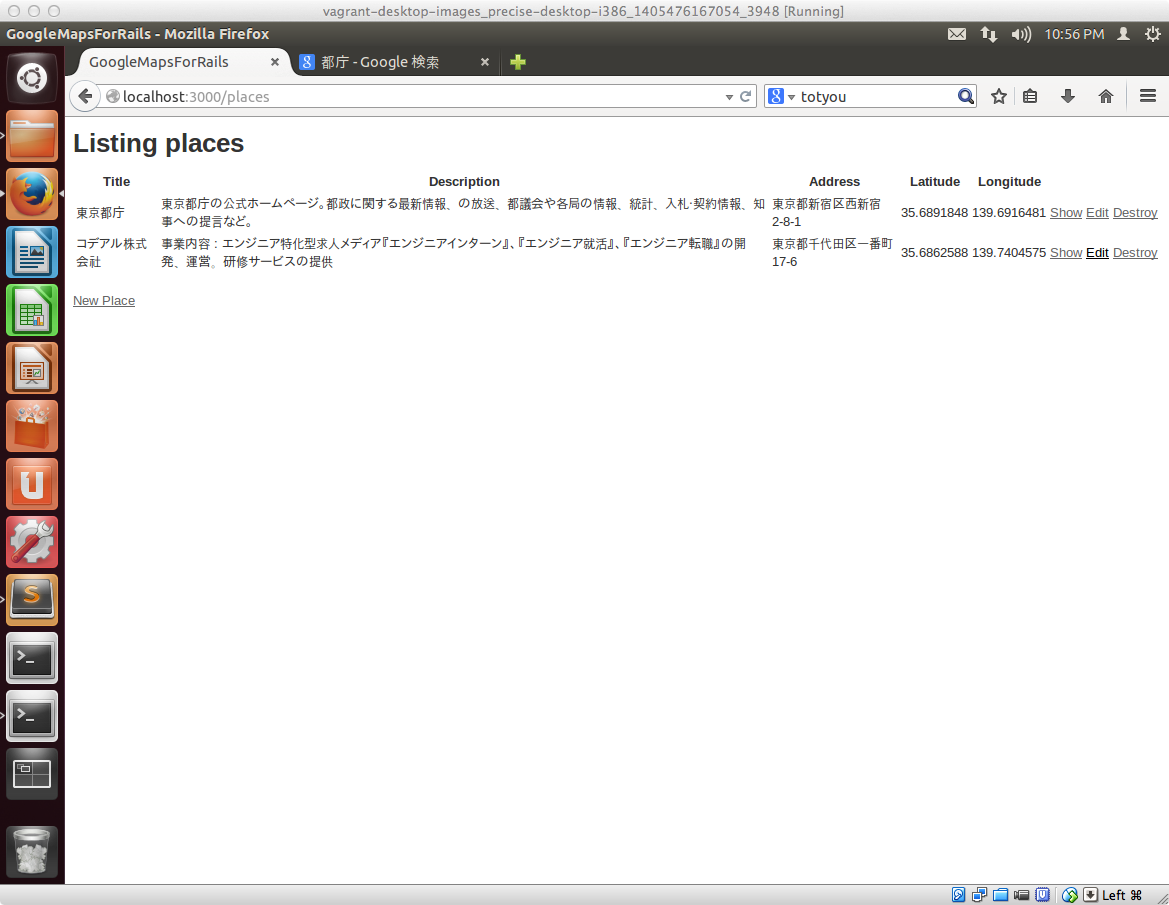 vagrant-desktop-images_precise-desktop-i386_1405476167054_3948 [Running]
GoogleMapsForRails - Mozilla Firefox 10:56 PM
GoogleMapsForRails 都庁 - Google 検索
localhost:3000/places totyou
Listing places
Title Description Address Latitude Longitude
東京都庁 東京都庁の公式ホームページ。都政に関する最新情報、の放送、都議会や各局の情報、統計、入札·契約情報、知 東京都新宿区西新宿 35.6891848 139.6916481 Show Edit Destroy
事への提言など。 2-8-1
コデアル株式 事業内容：エンジニア特化型求人メディア『エンジニアインターン』、『エンジニア就活』、『エンジニア転職』の開 東京都千代田区一番町 35.6862588 139.7404575 Show Edit Destroy
会社 発、運営。研修サービスの提供 17-6
New Place
Left ⌘